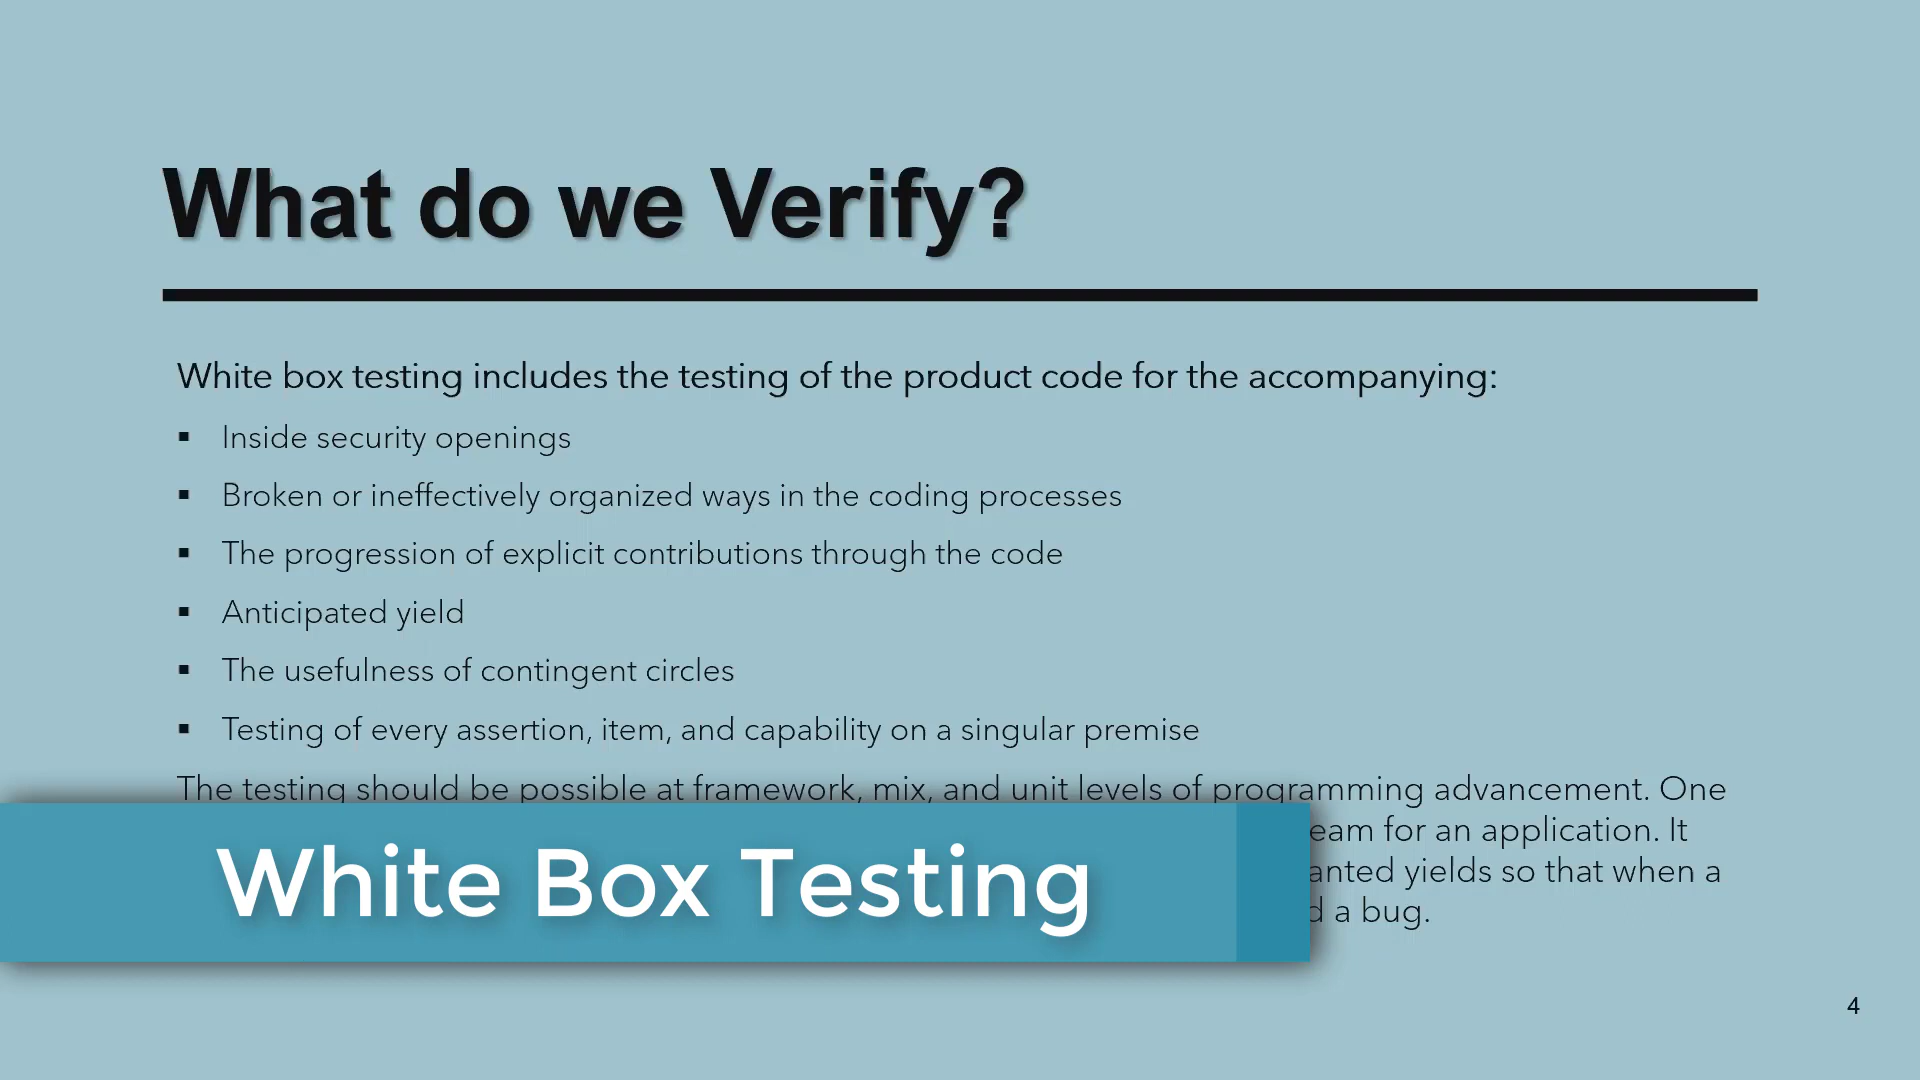 What do we Verify?
White box testing includes the testing of the product code for the accompanying:
▪ Inside security openings
▪ Broken or ineffectively organized ways in the coding processes
▪ The progression of explicit contributions through the code
▪ Anticipated yield
▪ The usefulness of contingent circles
▪ Testing of every assertion, item, and capability on a singular premise
The testing should be possible at framework, mix, and unit levels of programming advancement. One
for an application. It
yields so that when a
a bug.
White Box Testing
4